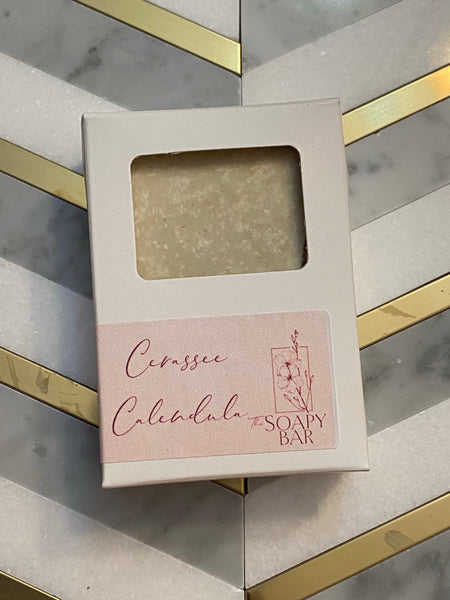 Cerassee
Calendula
The SOAPY
BAR